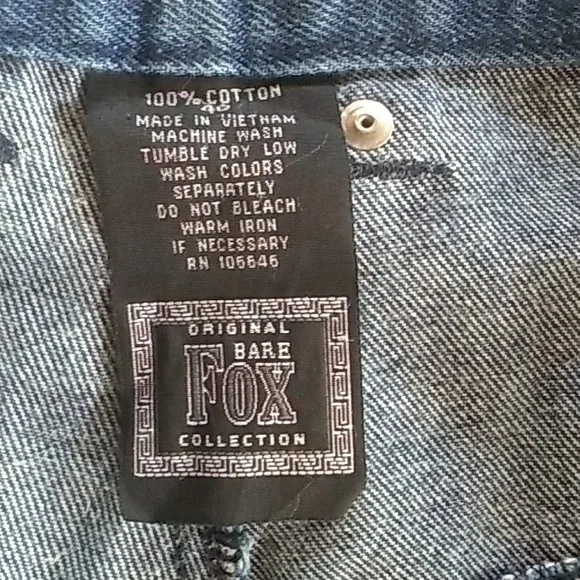 100% COTTON
MADE IN VIETNAM
MACHINE WASH
TUMBLE DRY LOW
WASH COLORS
SEPARATELY
DO NOT BLEACH
WARM IRON
IF NECESSARY
RN 106646
ORIGINAL
BARE
FOX
COLLECTION